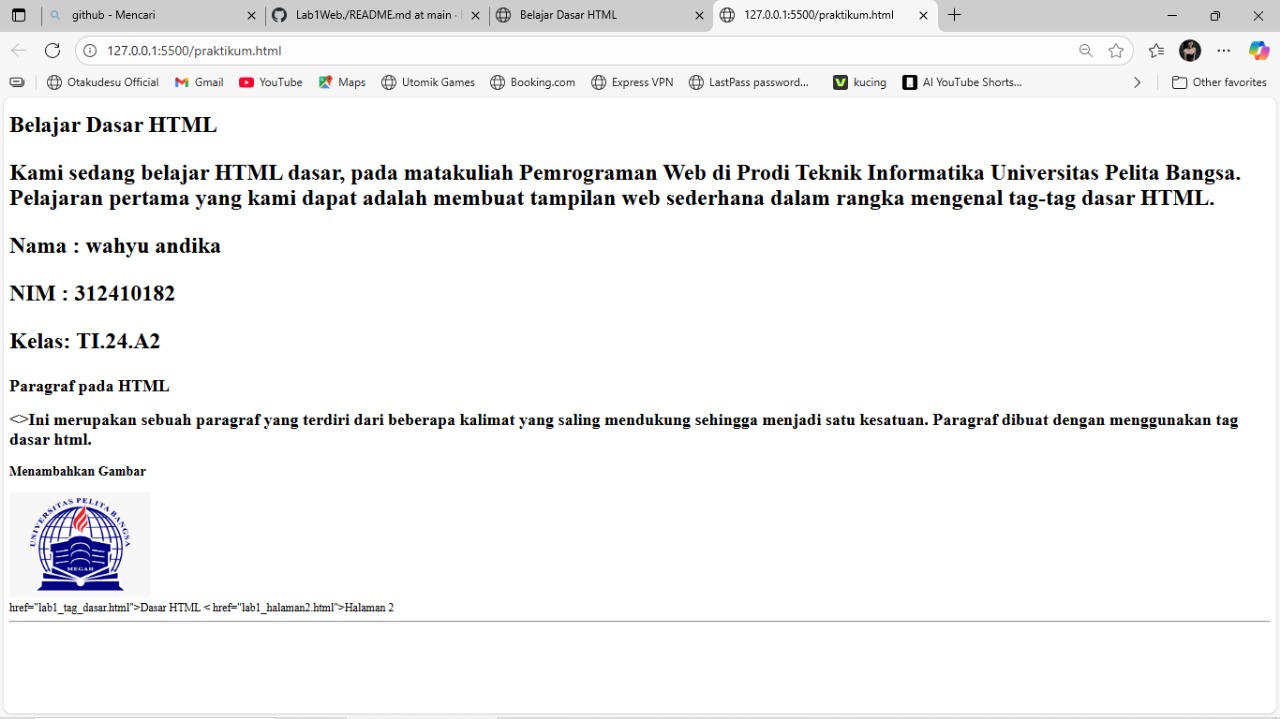 github - Mencari
Lab1Web./README.md at main ·
Belajar Dasar HTML
127.0.0.1:5500/praktikum.html
127.0.0.1:5500/praktikum.html
Otakudesu Official
Gmail
YouTube
Maps
Utomik Games
Booking.com
Express VPN
LastPass password...
kucing
AI YouTube Shorts...
Other favorites
Belajar Dasar HTML
Kami sedang belajar HTML dasar, pada matakuliah Pemrograman Web di Prodi Teknik Informatika Universitas Pelita Bangsa.
Pelajaran pertama yang kami dapat adalah membuat tampilan web sederhana dalam rangka mengenal tag-tag dasar HTML.
Nama : wahyu andika
NIM : 312410182
Kelas: TI.24.A2
Paragraf pada HTML
<>Ini merupakan sebuah paragraf yang terdiri dari beberapa kalimat yang saling mendukung sehingga menjadi satu kesatuan. Paragraf dibuat dengan menggunakan tag
dasar html.
Menambahkan Gambar
UNIVERSITAS PELITA BANGSA
MEGAH
href="lab1_tag_dasar.html">Dasar HTML < href="lab1_halaman2.html">Halaman 2